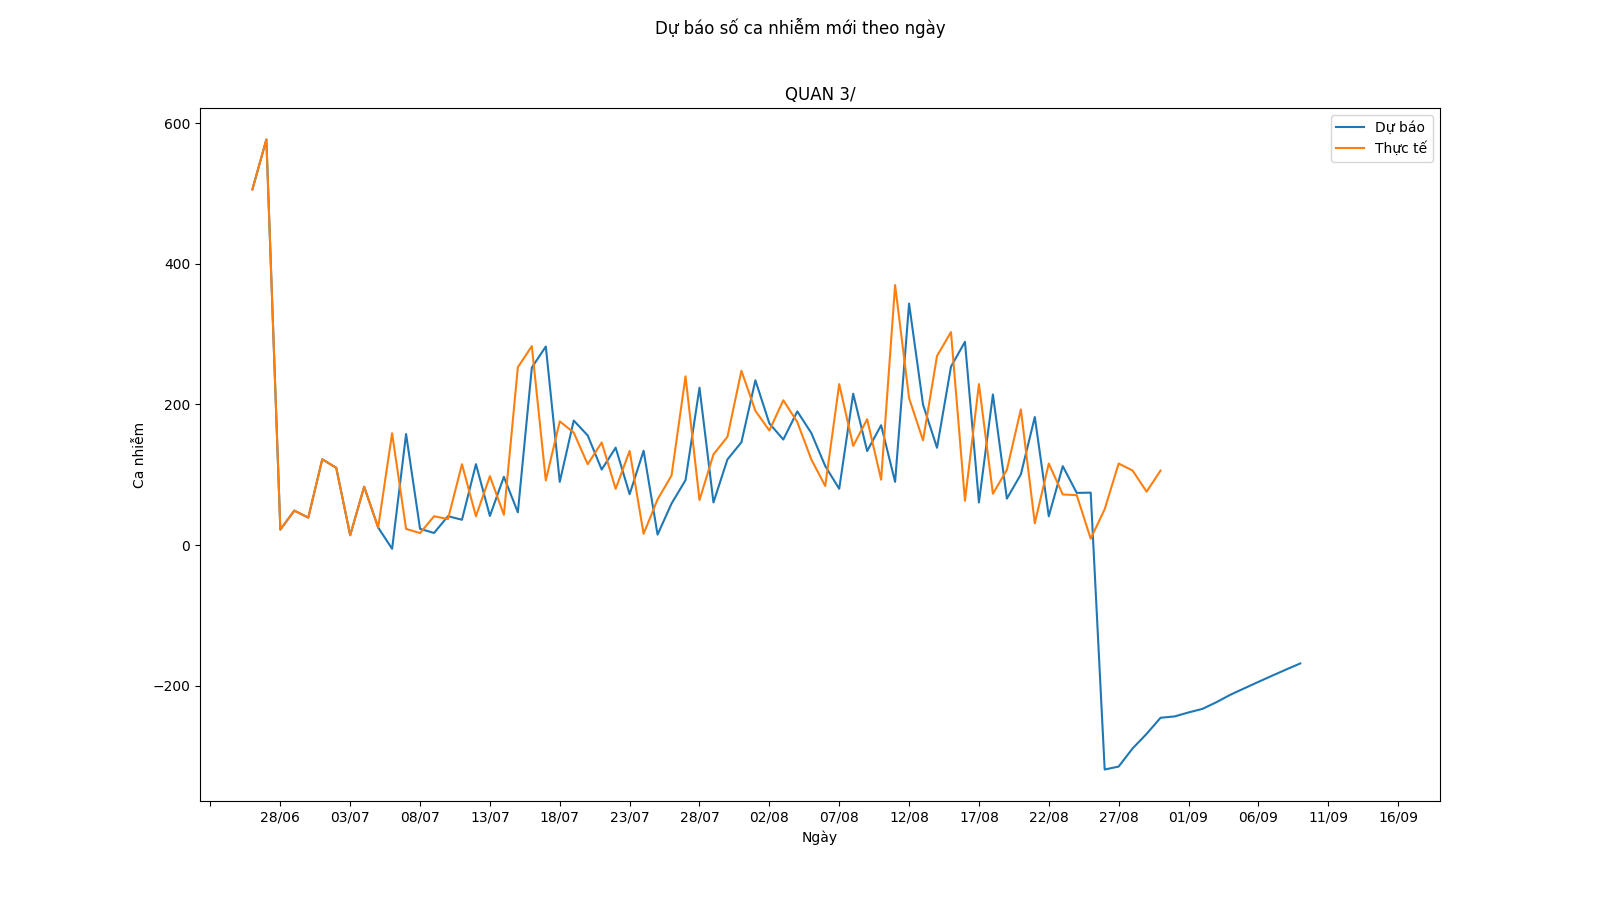 Dự báo số ca nhiễm mới theo ngày
QUAN 3/
Dự báo
Thực tế
600
400
200
0
−200
Ca nhiễm
28/06 03/07 08/07 13/07 18/07 23/07 28/07 02/08 07/08 12/08 17/08 22/08 27/08 01/09 06/09 11/09 16/09
Ngày